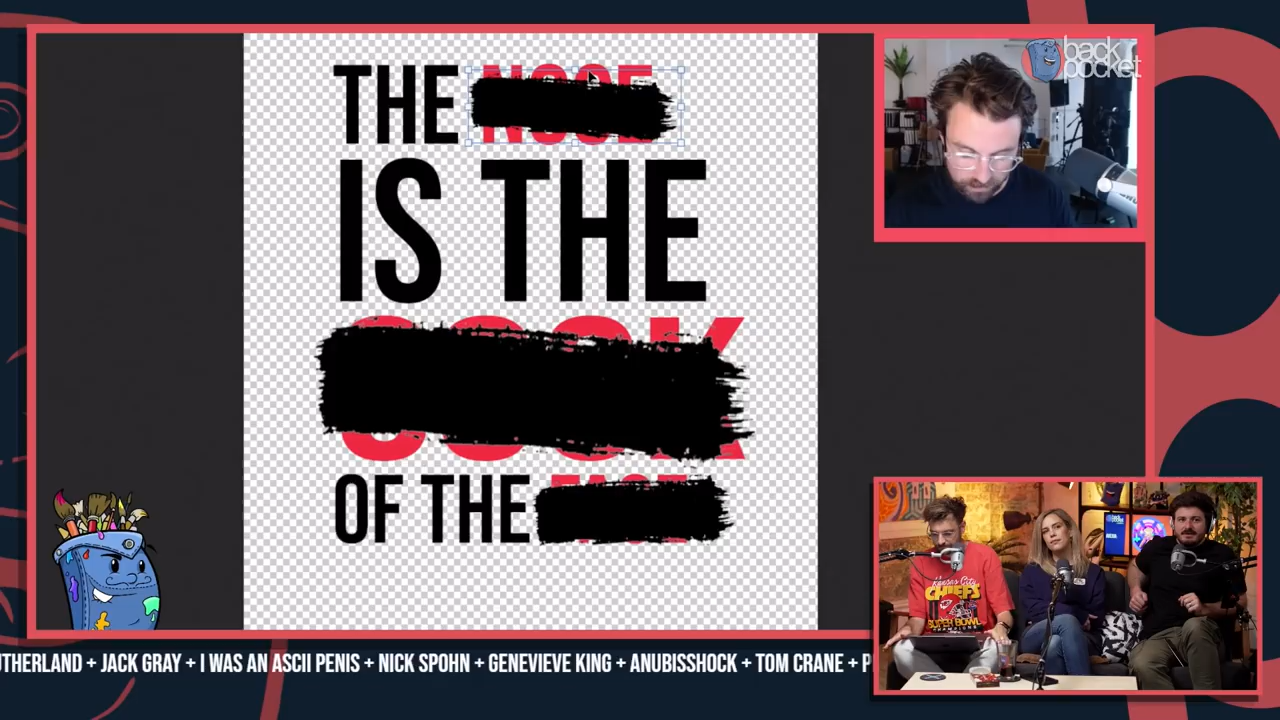 THE
IS THE
OF THE
back
pocket
Kansas City
CHIEFS
SUPER BOWL
CHAMPIONS
UTHERLAND + JACK GRAY + I WAS AN ASCII PENIS + NICK SPOHN + GENEVIEVE KING + ANUBISSHOCK + TOM CRANE + P